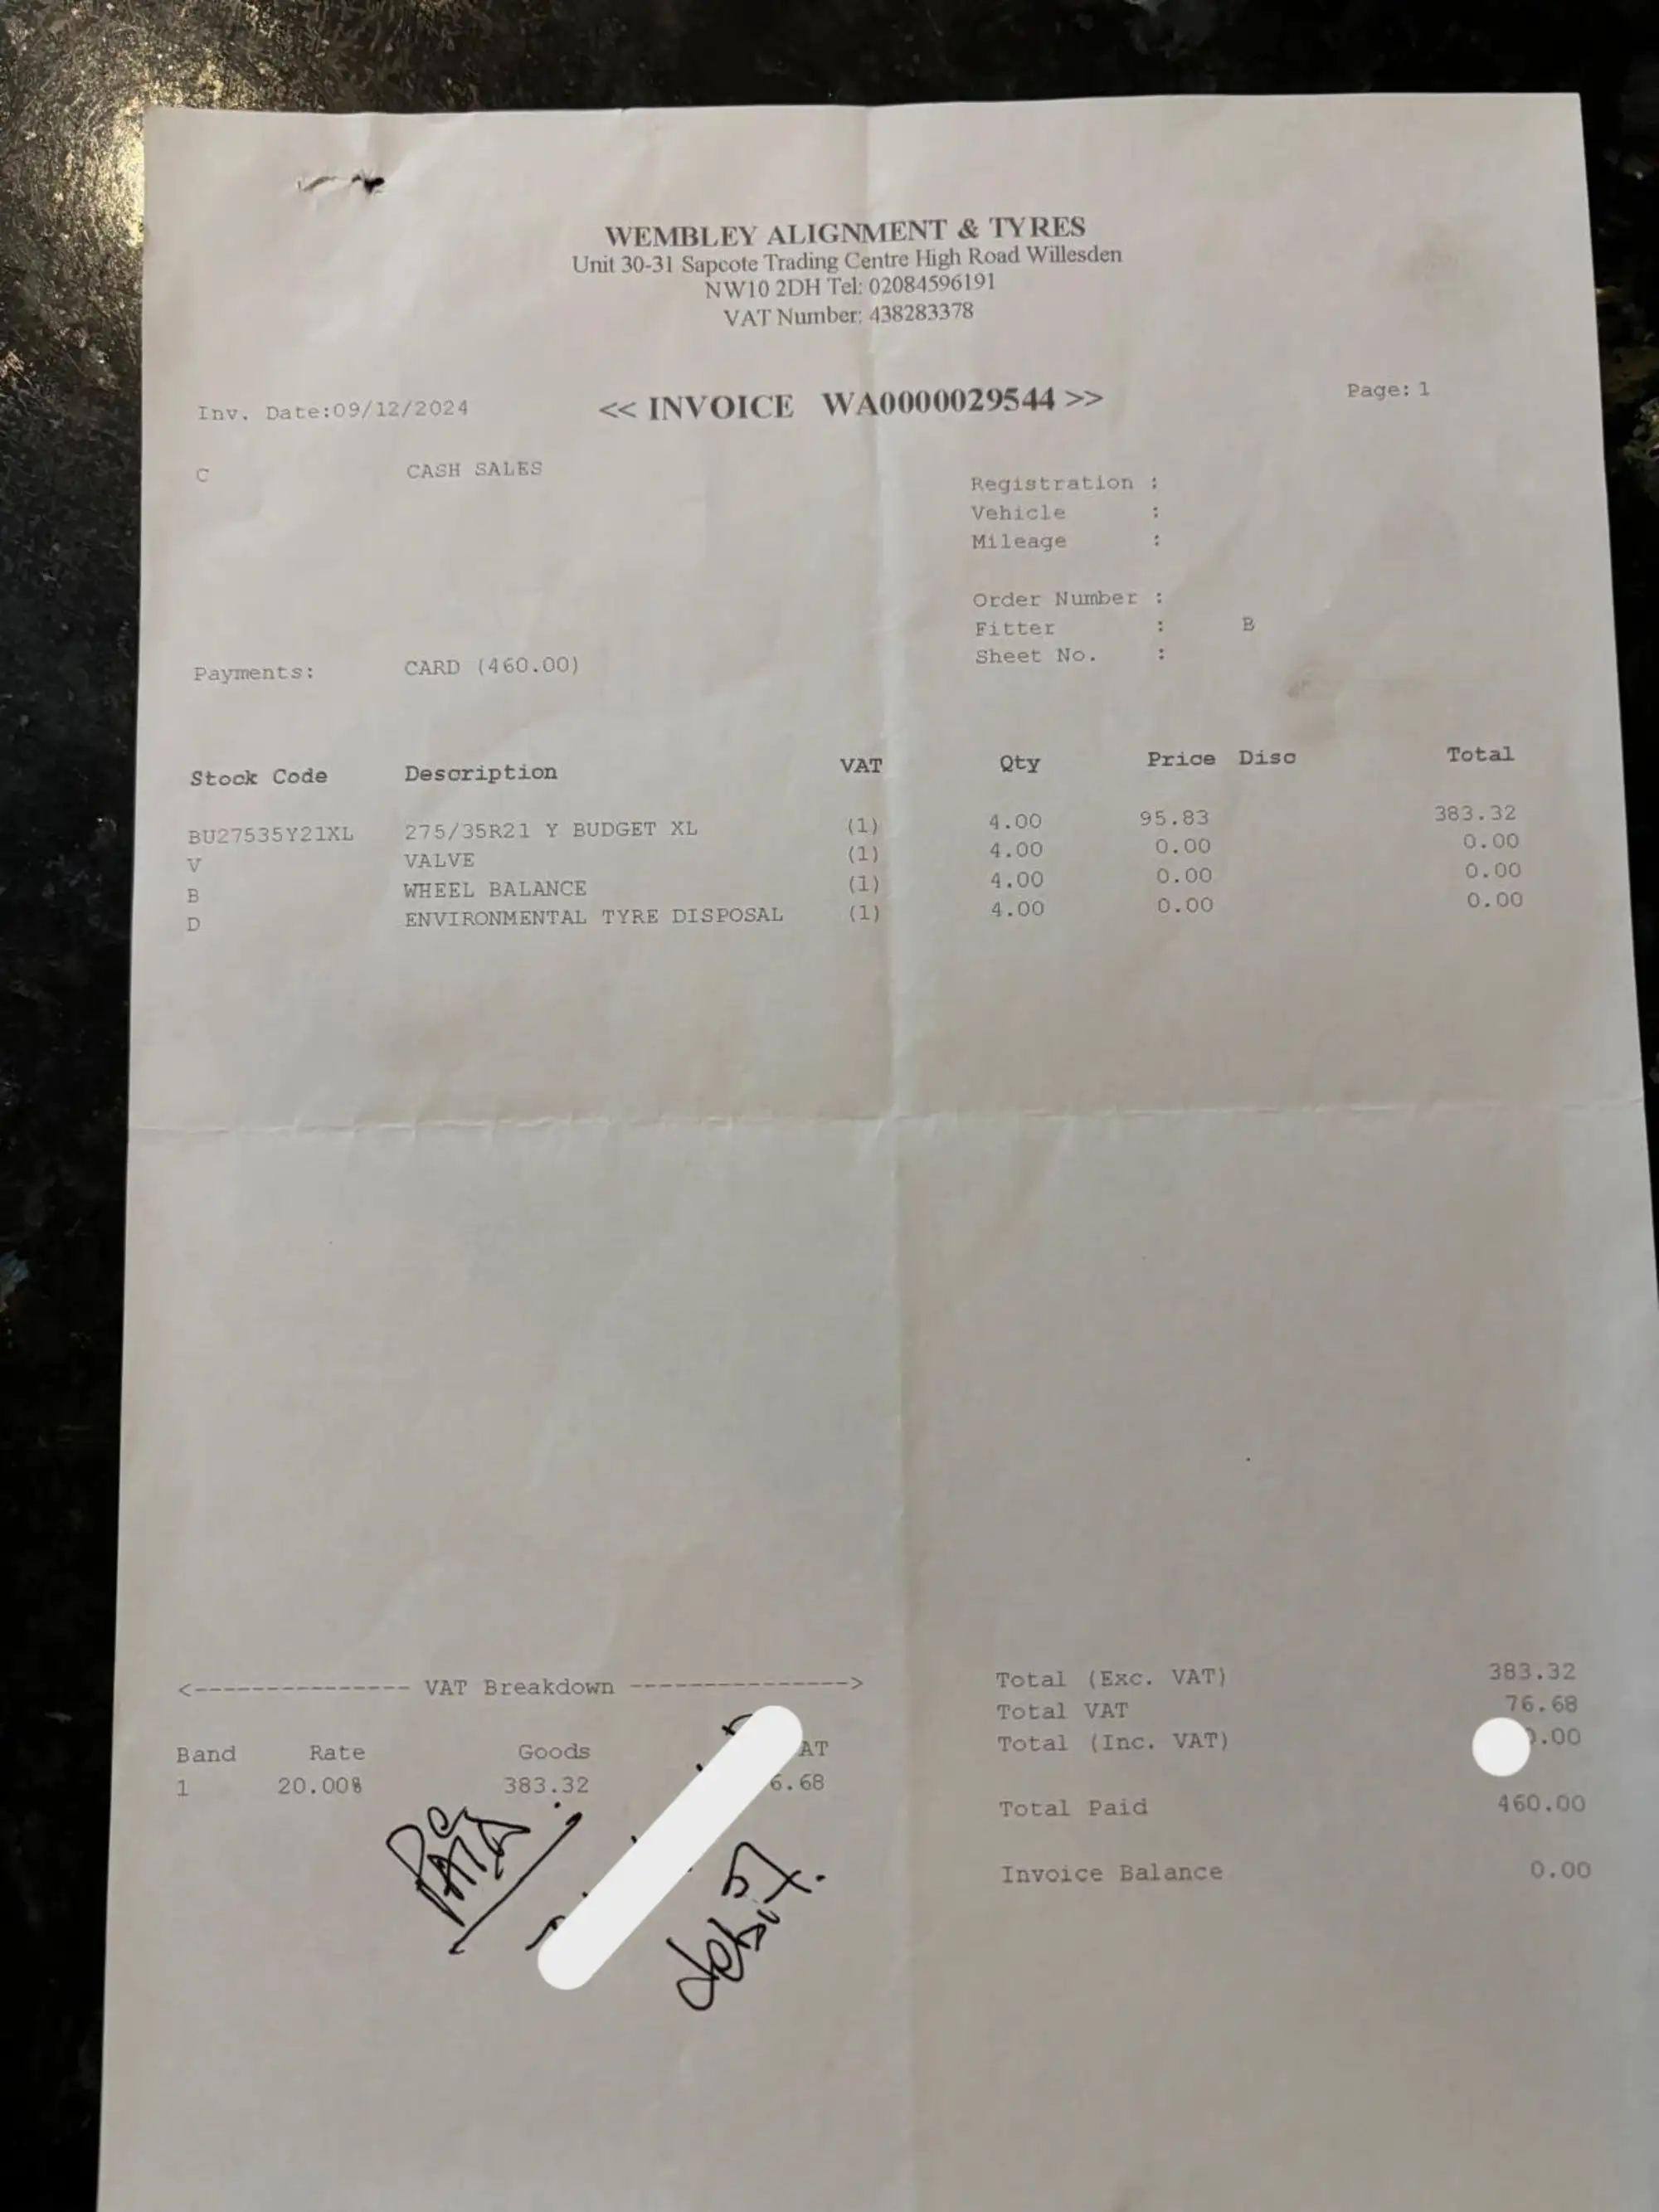 WEMBLEY ALIGNMENT & TYRES
Unit 30-31 Sapcote Trading Centre High Road Willesden
NW10 2DH Tel: 02084596191
VAT Number: 438283378
Inv. Date:09/12/2024 << INVOICE WA0000029544 >> Page: 1
C CASH SALES
Registration :
Vehicle :
Mileage :
Order Number :
Fitter : B
Sheet No. :
Payments: CARD (460.00)
Stock Code Description VAT Qty Price Disc Total
BU27535Y21XL 275/35R21 Y BUDGET XL (1) 4.00 95.83 383.32
V VALVE (1) 4.00 0.00 0.00
B WHEEL BALANCE (1) 4.00 0.00 0.00
D ENVIRONMENTAL TYRE DISPOSAL (1) 4.00 0.00 0.00
<--------------- VAT Breakdown --------------->
Band Rate Goods AT
1 20.00% 383.32 6.68
Total (Exc. VAT) 383.32
Total VAT 76.68
Total (Inc. VAT) .00
Total Paid 460.00
Invoice Balance 0.00
PAID
debit